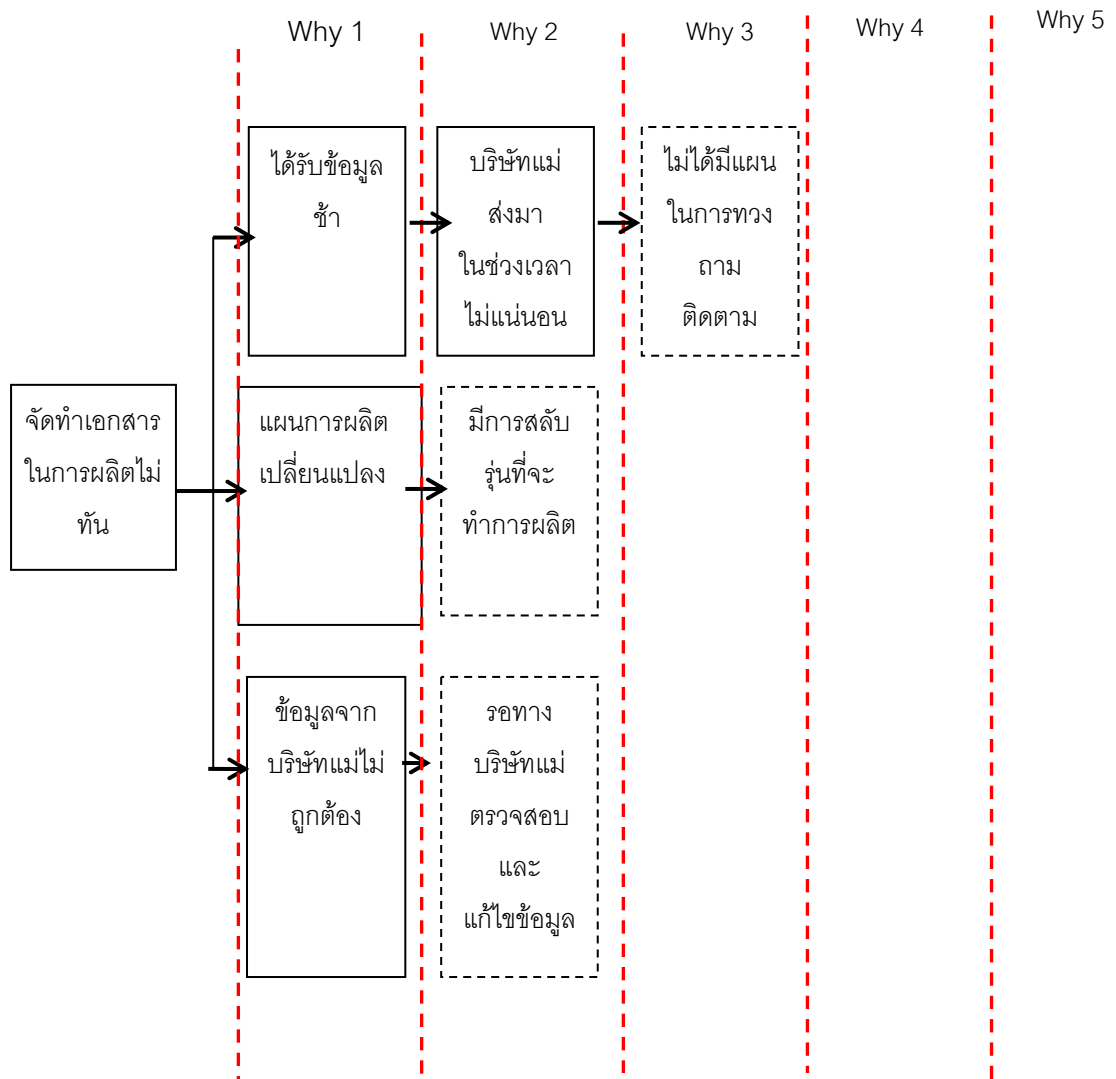 Why 1
Why 2
Why 3
Why 4
Why 5
ได้รับข้อมูล
ช้า
บริษัทแม่
ส่งมา
ในช่วงเวลา
ไม่แน่นอน
ไม่ได้มีแผน
ในการทวง
ถาม
ติดตาม
จัดทำเอกสาร
ในการผลิตไม่
ทัน
แผนการผลิต
เปลี่ยนแปลง
มีการสลับ
รุ่นที่จะ
ทำการผลิต
ข้อมูลจาก
บริษัทแม่ไม่
ถูกต้อง
รอทาง
บริษัทแม่
ตรวจสอบ
และ
แก้ไขข้อมูล